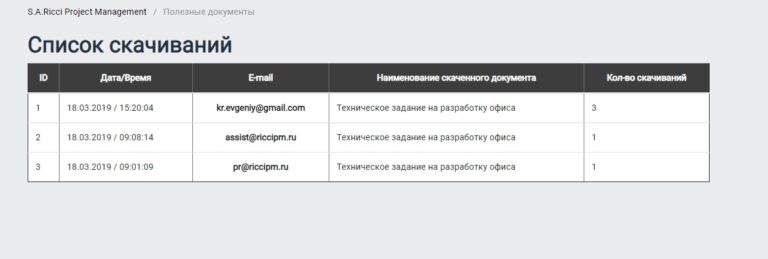 S.A.Ricci Project Management / Полезные документы
Список скачиваний
ID Дата/Время E-mail Наименование скаченного документа Кол-во скачиваний
1 18.03.2019 / 15:20:04 kr.evgeniy@gmail.com Техническое задание на разработку офиса 3
2 18.03.2019 / 09:08:14 assist@riccipm.ru Техническое задание на разработку офиса 1
3 18.03.2019 / 09:01:09 pr@riccipm.ru Техническое задание на разработку офиса 1